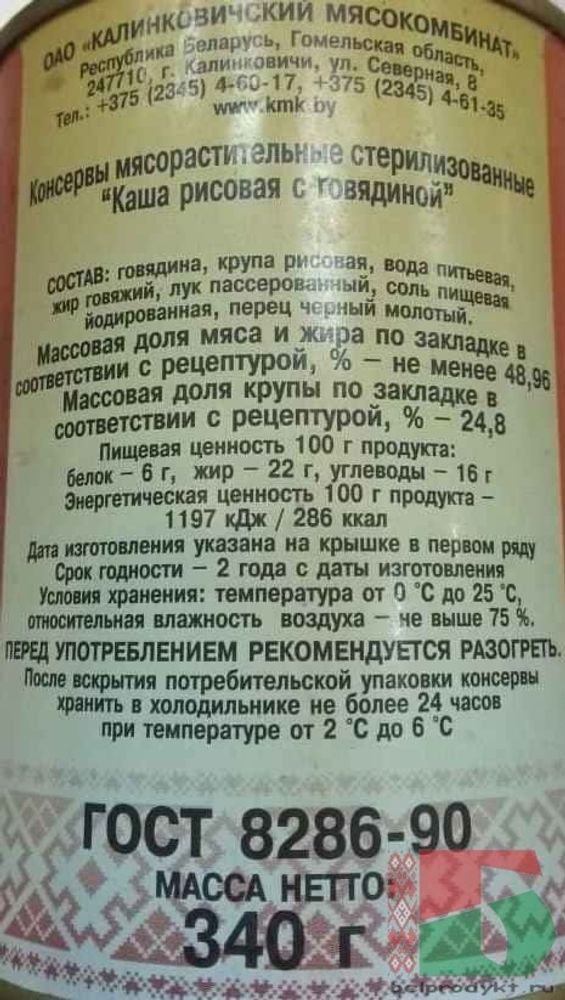 ОАО «КАЛИНКОВИЧСКИЙ МЯСОКОМБИНАТ»
Республика Беларусь, Гомельская область,
247710, г. Калинковичи, ул. Северная, 8
Тел.: +375 (2345) 4-60-17, +375 (2345) 4-61-35
www.kmk.by
Консервы мясорастительные стерилизованные
"Каша рисовая с говядиной"
СОСТАВ: говядина, крупа рисовая, вода питьевая,
жир говяжий, лук пассерованный, соль пищевая
йодированная, перец черный молотый.
Массовая доля мяса и жира по закладке в
соответствии с рецептурой, % – не менее 48,96
Массовая доля крупы по закладке в
соответствии с рецептурой, % – 24,8
Пищевая ценность 100 г продукта:
белок – 6 г, жир – 22 г, углеводы – 16 г
Энергетическая ценность 100 г продукта –
1197 кДж / 286 ккал
Дата изготовления указана на крышке в первом ряду
Срок годности – 2 года с даты изготовления
Условия хранения: температура от 0 °С до 25 °С,
относительная влажность воздуха – не выше 75 %.
ПЕРЕД УПОТРЕБЛЕНИЕМ РЕКОМЕНДУЕТСЯ РАЗОГРЕТЬ.
После вскрытия потребительской упаковки консервы
хранить в холодильнике не более 24 часов
при температуре от 2 °С до 6 °С
ГОСТ 8286-90
МАССА НЕТТО:
340 г
Б
belprodykt.ru